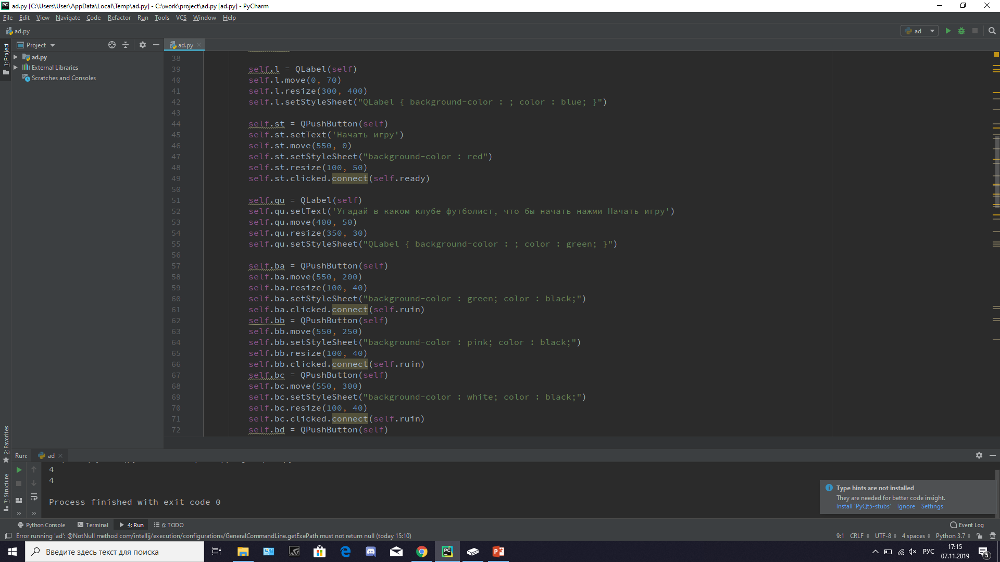 ad.py [C:\Users\User\AppData\Local\Temp\ad.py] - C:\work\project\ad.py [ad.py] - PyCharm
File Edit View Navigate Code Refactor Run Tools VCS Window Help
ad.py
ad
1: Project
Project
ad.py
ad.py
External Libraries
Scratches and Consoles
38
39 self.l = QLabel(self)
40 self.l.move(0, 70)
41 self.l.resize(300, 400)
42 self.l.setStyleSheet("QLabel { background-color : ; color : blue; }")
43
44 self.st = QPushButton(self)
45 self.st.setText('Начать игру')
46 self.st.move(550, 0)
47 self.st.setStyleSheet("background-color : red")
48 self.st.resize(100, 50)
49 self.st.clicked.connect(self.ready)
50
51 self.qu = QLabel(self)
52 self.qu.setText('Угадай в каком клубе футболист, что бы начать нажми Начать игру')
53 self.qu.move(400, 50)
54 self.qu.resize(350, 30)
55 self.qu.setStyleSheet("QLabel { background-color : ; color : green; }")
56
57 self.ba = QPushButton(self)
58 self.ba.move(550, 200)
59 self.ba.resize(100, 40)
60 self.ba.setStyleSheet("background-color : green; color : black;")
61 self.ba.clicked.connect(self.ruin)
62 self.bb = QPushButton(self)
63 self.bb.move(550, 250)
64 self.bb.setStyleSheet("background-color : pink; color : black;")
65 self.bb.resize(100, 40)
66 self.bb.clicked.connect(self.ruin)
67 self.bc = QPushButton(self)
68 self.bc.move(550, 300)
69 self.bc.setStyleSheet("background-color : white; color : black;")
70 self.bc.resize(100, 40)
71 self.bc.clicked.connect(self.ruin)
72 self.bd = QPushButton(self)
2: Favorites
7: Structure
Run: ad
4
4
Process finished with exit code 0
Type hints are not installed
They are needed for better code insight.
Install 'PyQt5-stubs' Ignore Settings
Python Console Terminal 4: Run 6: TODO
Event Log
Error running 'ad': @NotNull method com/intellij/execution/configurations/GeneralCommandLine.getExePath must not return null (today 15:10)
9:1 CRLF UTF-8 4 spaces Python 3.7
Введите здесь текст для поиска
РУС
17:15
07.11.2019
5